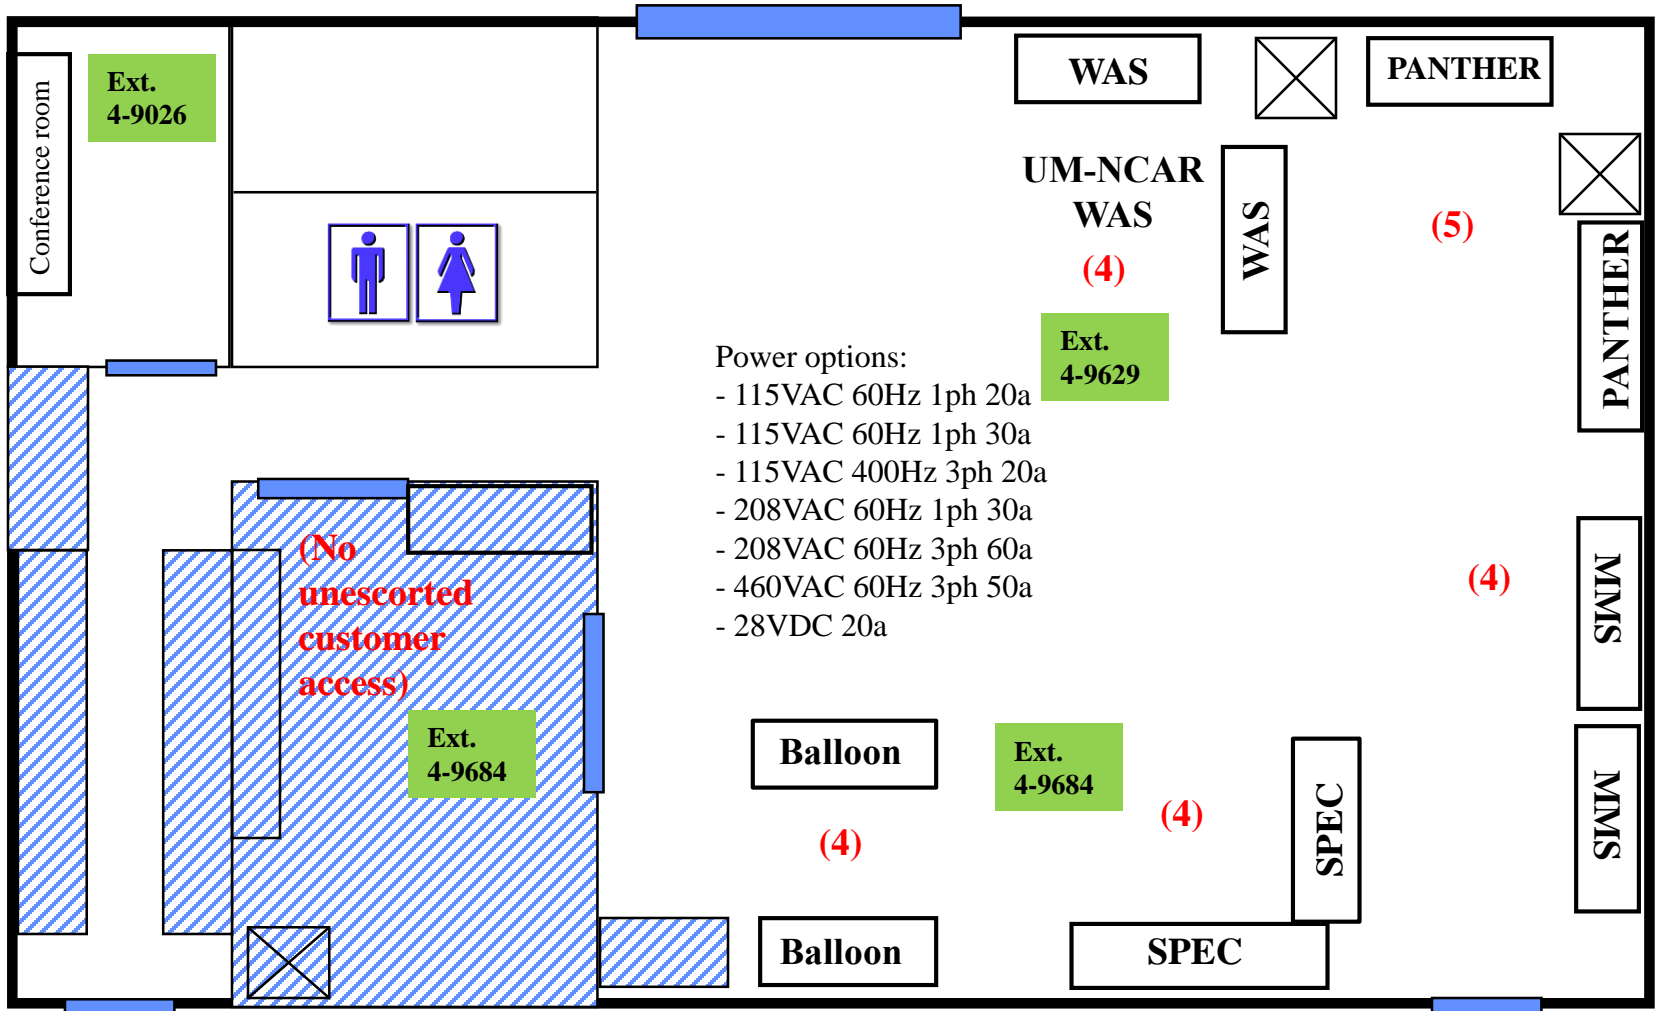 Conference room
Ext.
4-9026
WAS
PANTHER
UM-NCAR
WAS
(4)
WAS
(5)
PANTHER
Ext.
4-9629
Power options:
- 115VAC 60Hz 1ph 20a
- 115VAC 60Hz 1ph 30a
- 115VAC 400Hz 3ph 20a
- 208VAC 60Hz 1ph 30a
- 208VAC 60Hz 3ph 60a
- 460VAC 60Hz 3ph 50a
- 28VDC 20a
(No
unescorted
customer
access)
Ext.
4-9684
(4)
MMS
MMS
Balloon
(4)
Balloon
Ext.
4-9684
(4)
SPEC
SPEC